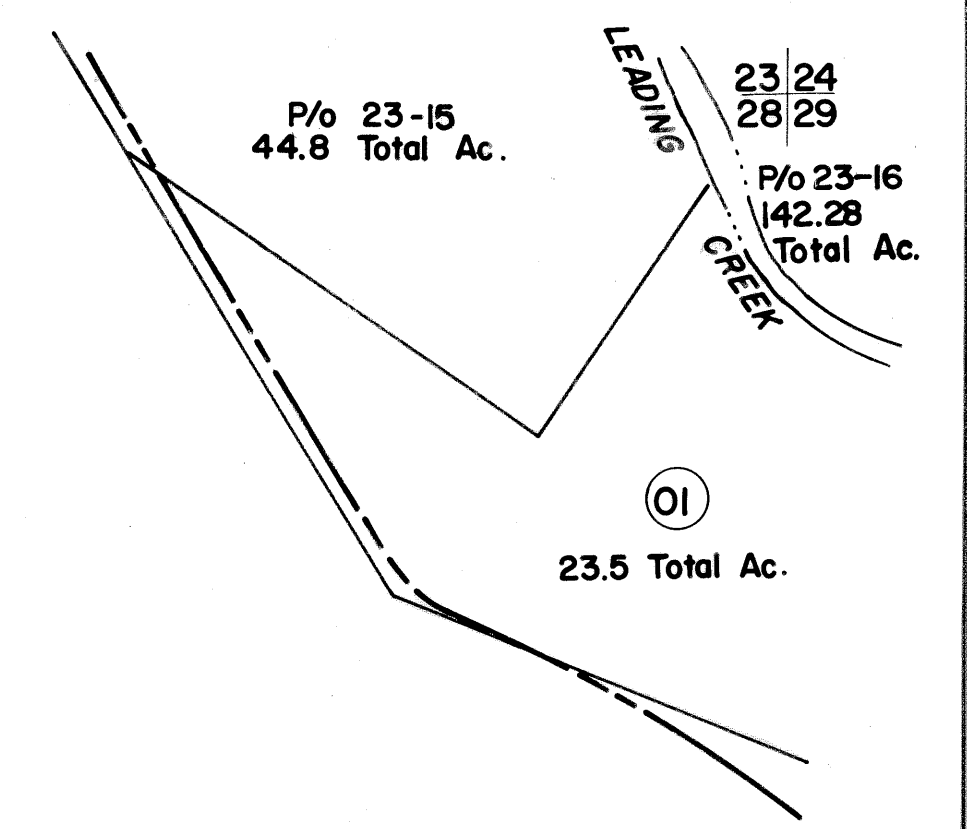 P/o 23-15
44.8 Total Ac.
LEADING
CREEK
23 24
28 29
P/o 23-16
142.28
Total Ac.
01
23.5 Total Ac.